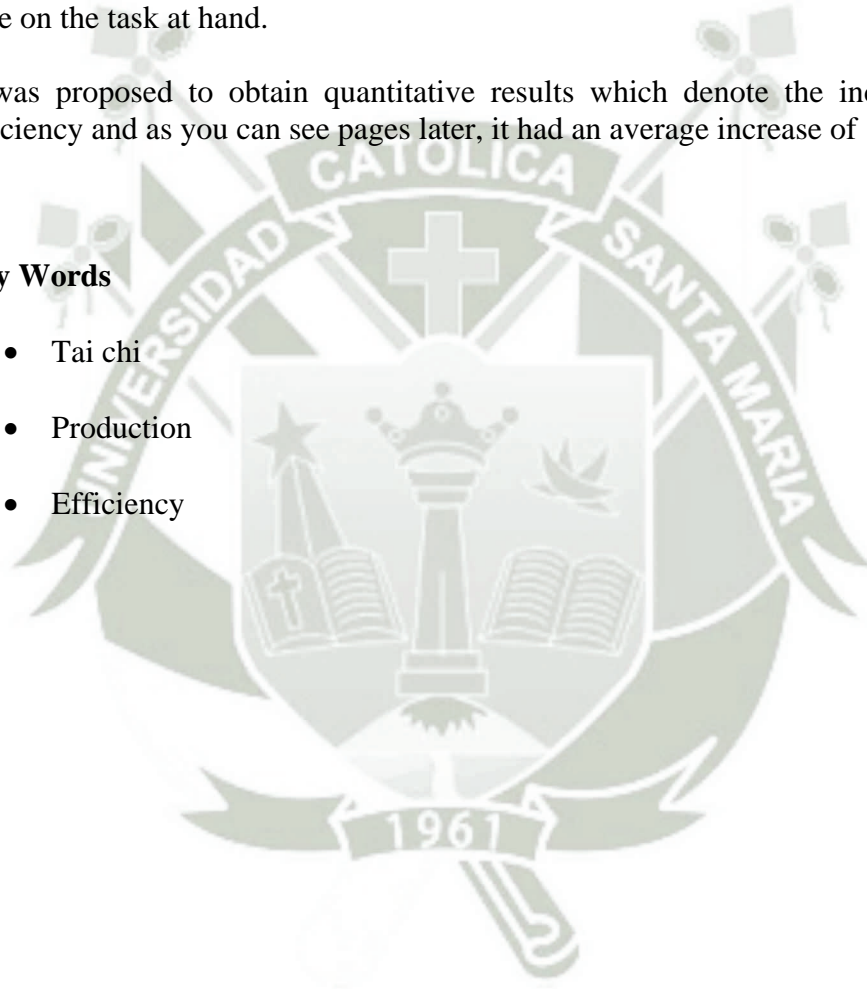 e on the task at hand.
was proposed to obtain quantitative results which denote the inc
ciency and as you can see pages later, it had an average increase of
CATOLICA
UNIVERSIDAD
SANTA MARIA
y Words
• Tai chi
• Production
• Efficiency
1961